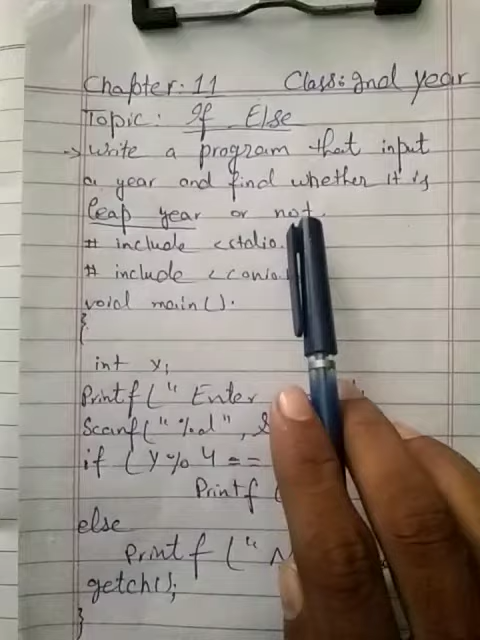 Chapter: 11 Class: 2nd year
Topic: If Else
→ Write a program that input
a year and find whether it is
leap year or not.
# include <stdio.
# include <conio.
void main().
{
int y;
Printf (" Enter
Scanf(" %d", &
if ( Y % 4 ==
Printf (
else
printf ("
getch();
}